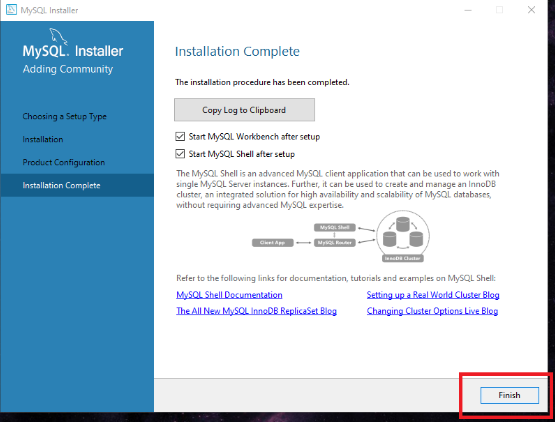 MySQL Installer
MySQL. Installer
Adding Community
Choosing a Setup Type
Installation
Product Configuration
Installation Complete
Installation Complete
The installation procedure has been completed.
Copy Log to Clipboard
Start MySQL Workbench after setup
Start MySQL Shell after setup
The MySQL Shell is an advanced MySQL client application that can be used to work with
single MySQL Server instances. Further, it can be used to create and manage an InnoDB
cluster, an integrated solution for high availability and scalability of MySQL databases,
without requiring advanced MySQL expertise.
MySQL Shell
Client App
MySQL Router
InnoDB Cluster
Refer to the following links for documentation, tutorials and examples on MySQL Shell:
MySQL Shell Documentation
Setting up a Real World Cluster Blog
The All New MySQL InnoDB ReplicaSet Blog
Changing Cluster Options Live Blog
Finish